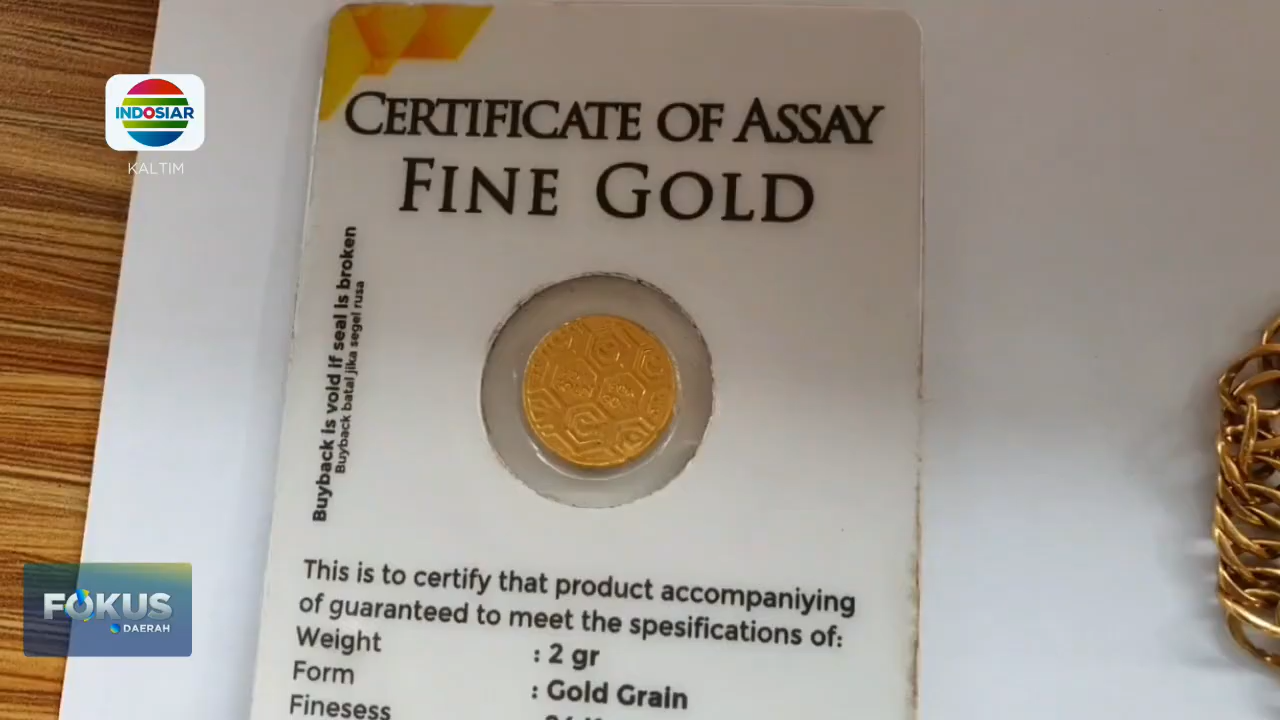 INDOSIAR
KALTIM
CERTIFICATE OF ASSAY
FINE GOLD
Buyback is void if seal is broken
Buyback batal jika segel rusa
This is to certify that product accompaniying
of guaranteed to meet the spesifications of:
Weight : 2 gr
Form : Gold Grain
Finesess
FOKUS
DAERAH